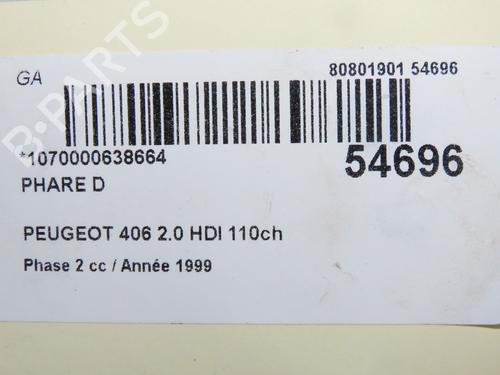 GA
80801901 54696
*1070000638664
54696
PHARE D
PEUGEOT 406 2.0 HDI 110ch
Phase 2 cc / Année 1999
B-PARTS